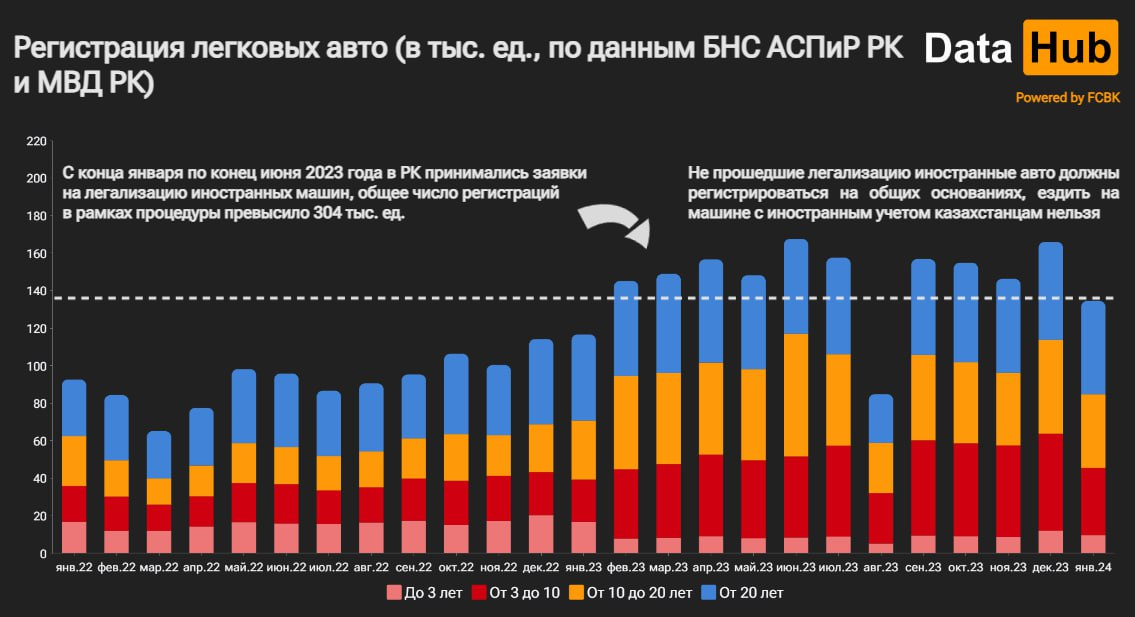 Регистрация легковых авто (в тыс. ед., по данным БНС АСПиР РК
и МВД РК)
Data Hub
Powered by FCBK
С конца января по конец июня 2023 года в РК принимались заявки
на легализацию иностранных машин, общее число регистраций
в рамках процедуры превысило 304 тыс. ед.
Не прошедшие легализацию иностранные авто должны
регистрироваться на общих основаниях, ездить на
машине с иностранным учетом казахстанцам нельзя
220
200
180
160
140
120
100
80
60
40
20
0
янв.22 фев.22 мар.22 апр.22 май.22 июн.22 июл.22 авг.22 сен.22 окт.22 ноя.22 дек.22 янв.23 фев.23 мар.23 апр.23 май.23 июн.23 июл.23 авг.23 сен.23 окт.23 ноя.23 дек.23 янв.24
До 3 лет От 3 до 10 От 10 до 20 лет От 20 лет